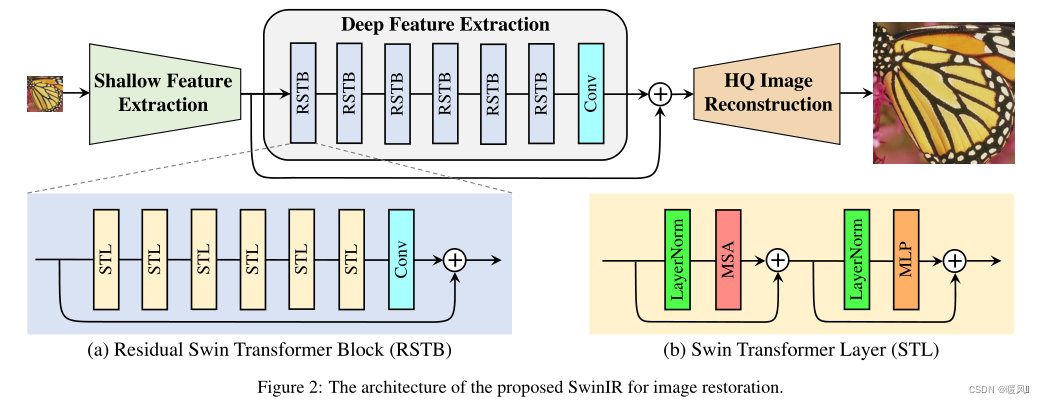 Deep Feature Extraction
Shallow Feature
Extraction
RSTB
RSTB
RSTB
RSTB
RSTB
RSTB
Conv
HQ Image
Reconstruction
STL
STL
STL
STL
STL
STL
Conv
LayerNorm
MSA
LayerNorm
MLP
(a) Residual Swin Transformer Block (RSTB)
(b) Swin Transformer Layer (STL)
Figure 2: The architecture of the proposed SwinIR for image restoration.
CSDN @暖风